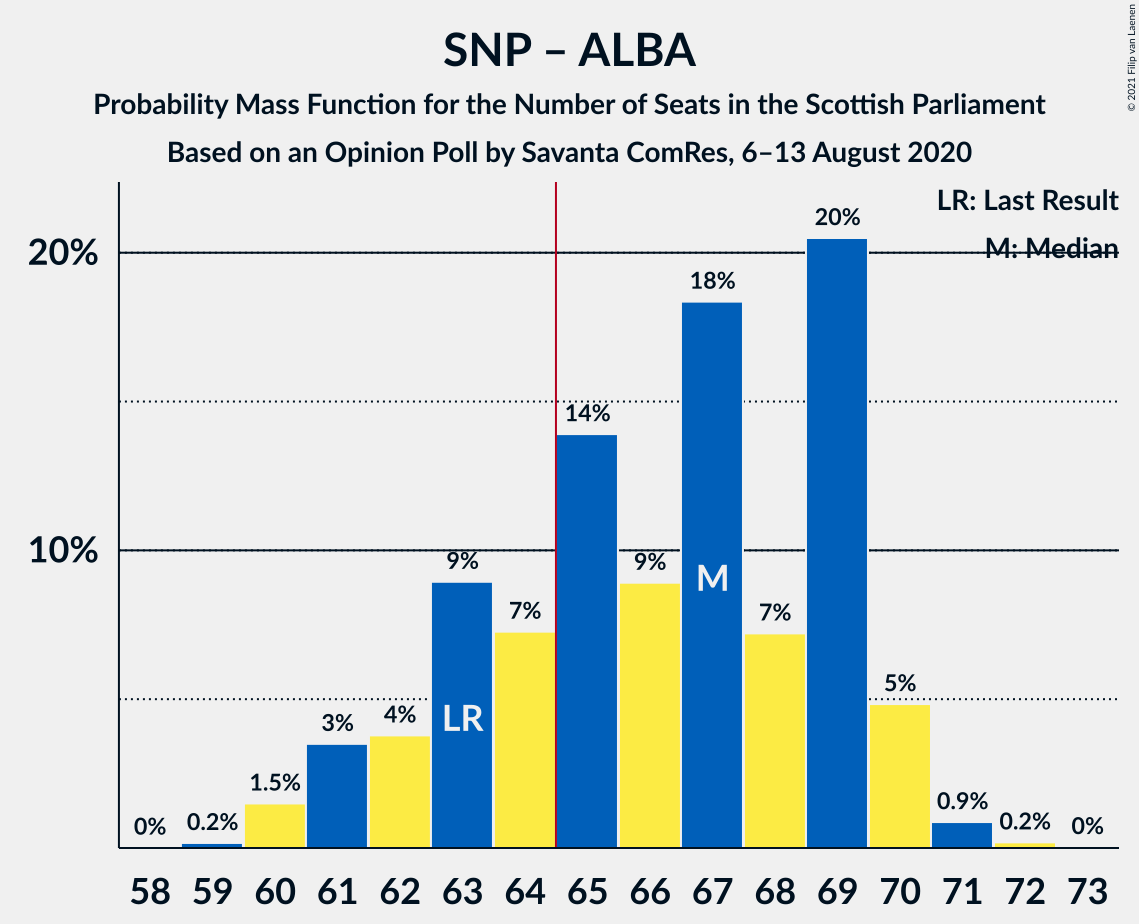 SNP – ALBA
Probability Mass Function for the Number of Seats in the Scottish Parliament
Based on an Opinion Poll by Savanta ComRes, 6–13 August 2020
© 2021 Filip van Laenen
LR: Last Result
M: Median
20%
10%
0%
0.2%
1.5%
3%
4%
9%
7%
14%
9%
18%
7%
20%
5%
0.9%
0.2%
0%
LR
M
58 59 60 61 62 63 64 65 66 67 68 69 70 71 72 73